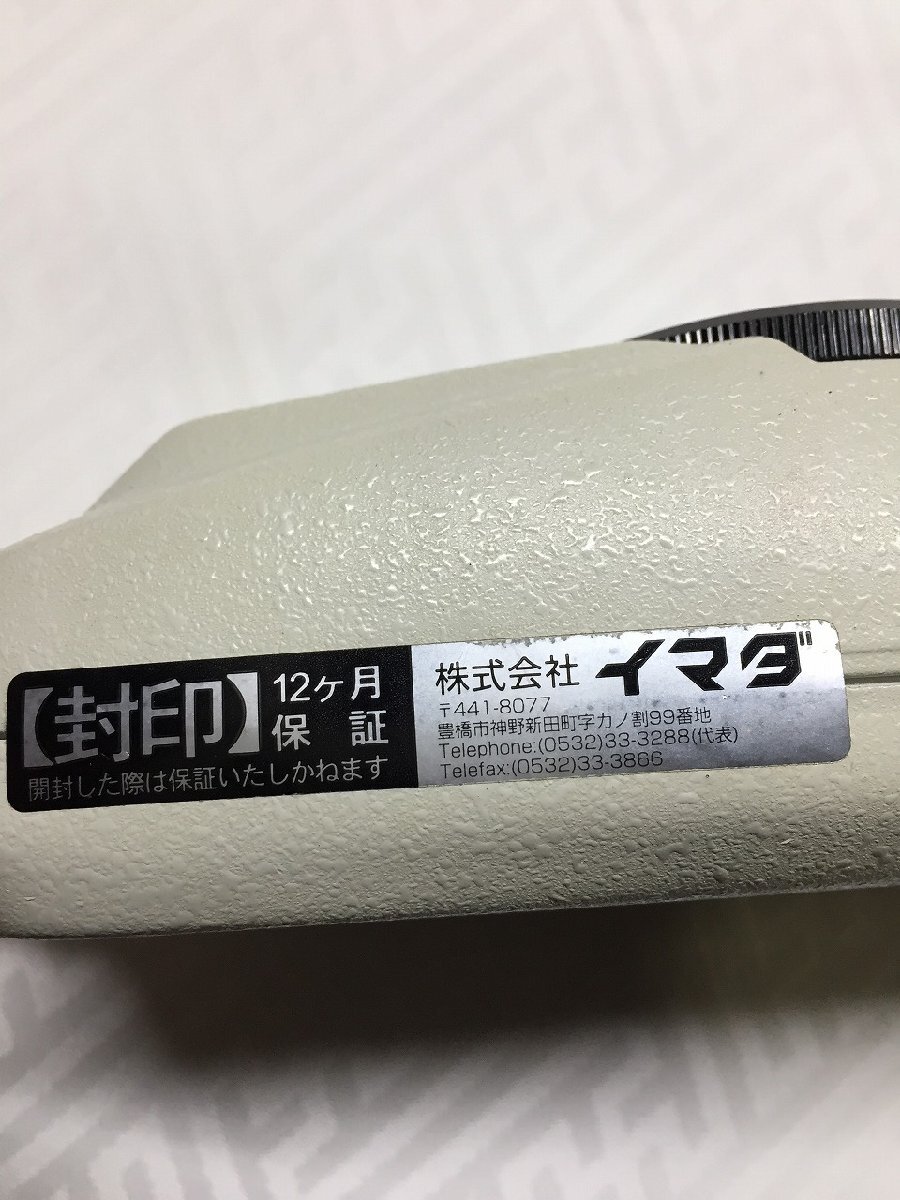 【封印】
12ヶ月
保証
開封した際は保証いたしかねます
株式会社 イマダ
〒441-8077
豊橋市神野新田町字カノ割99番地
Telephone:(0532)33-3288(代表)
Telefax:(0532)33-3866